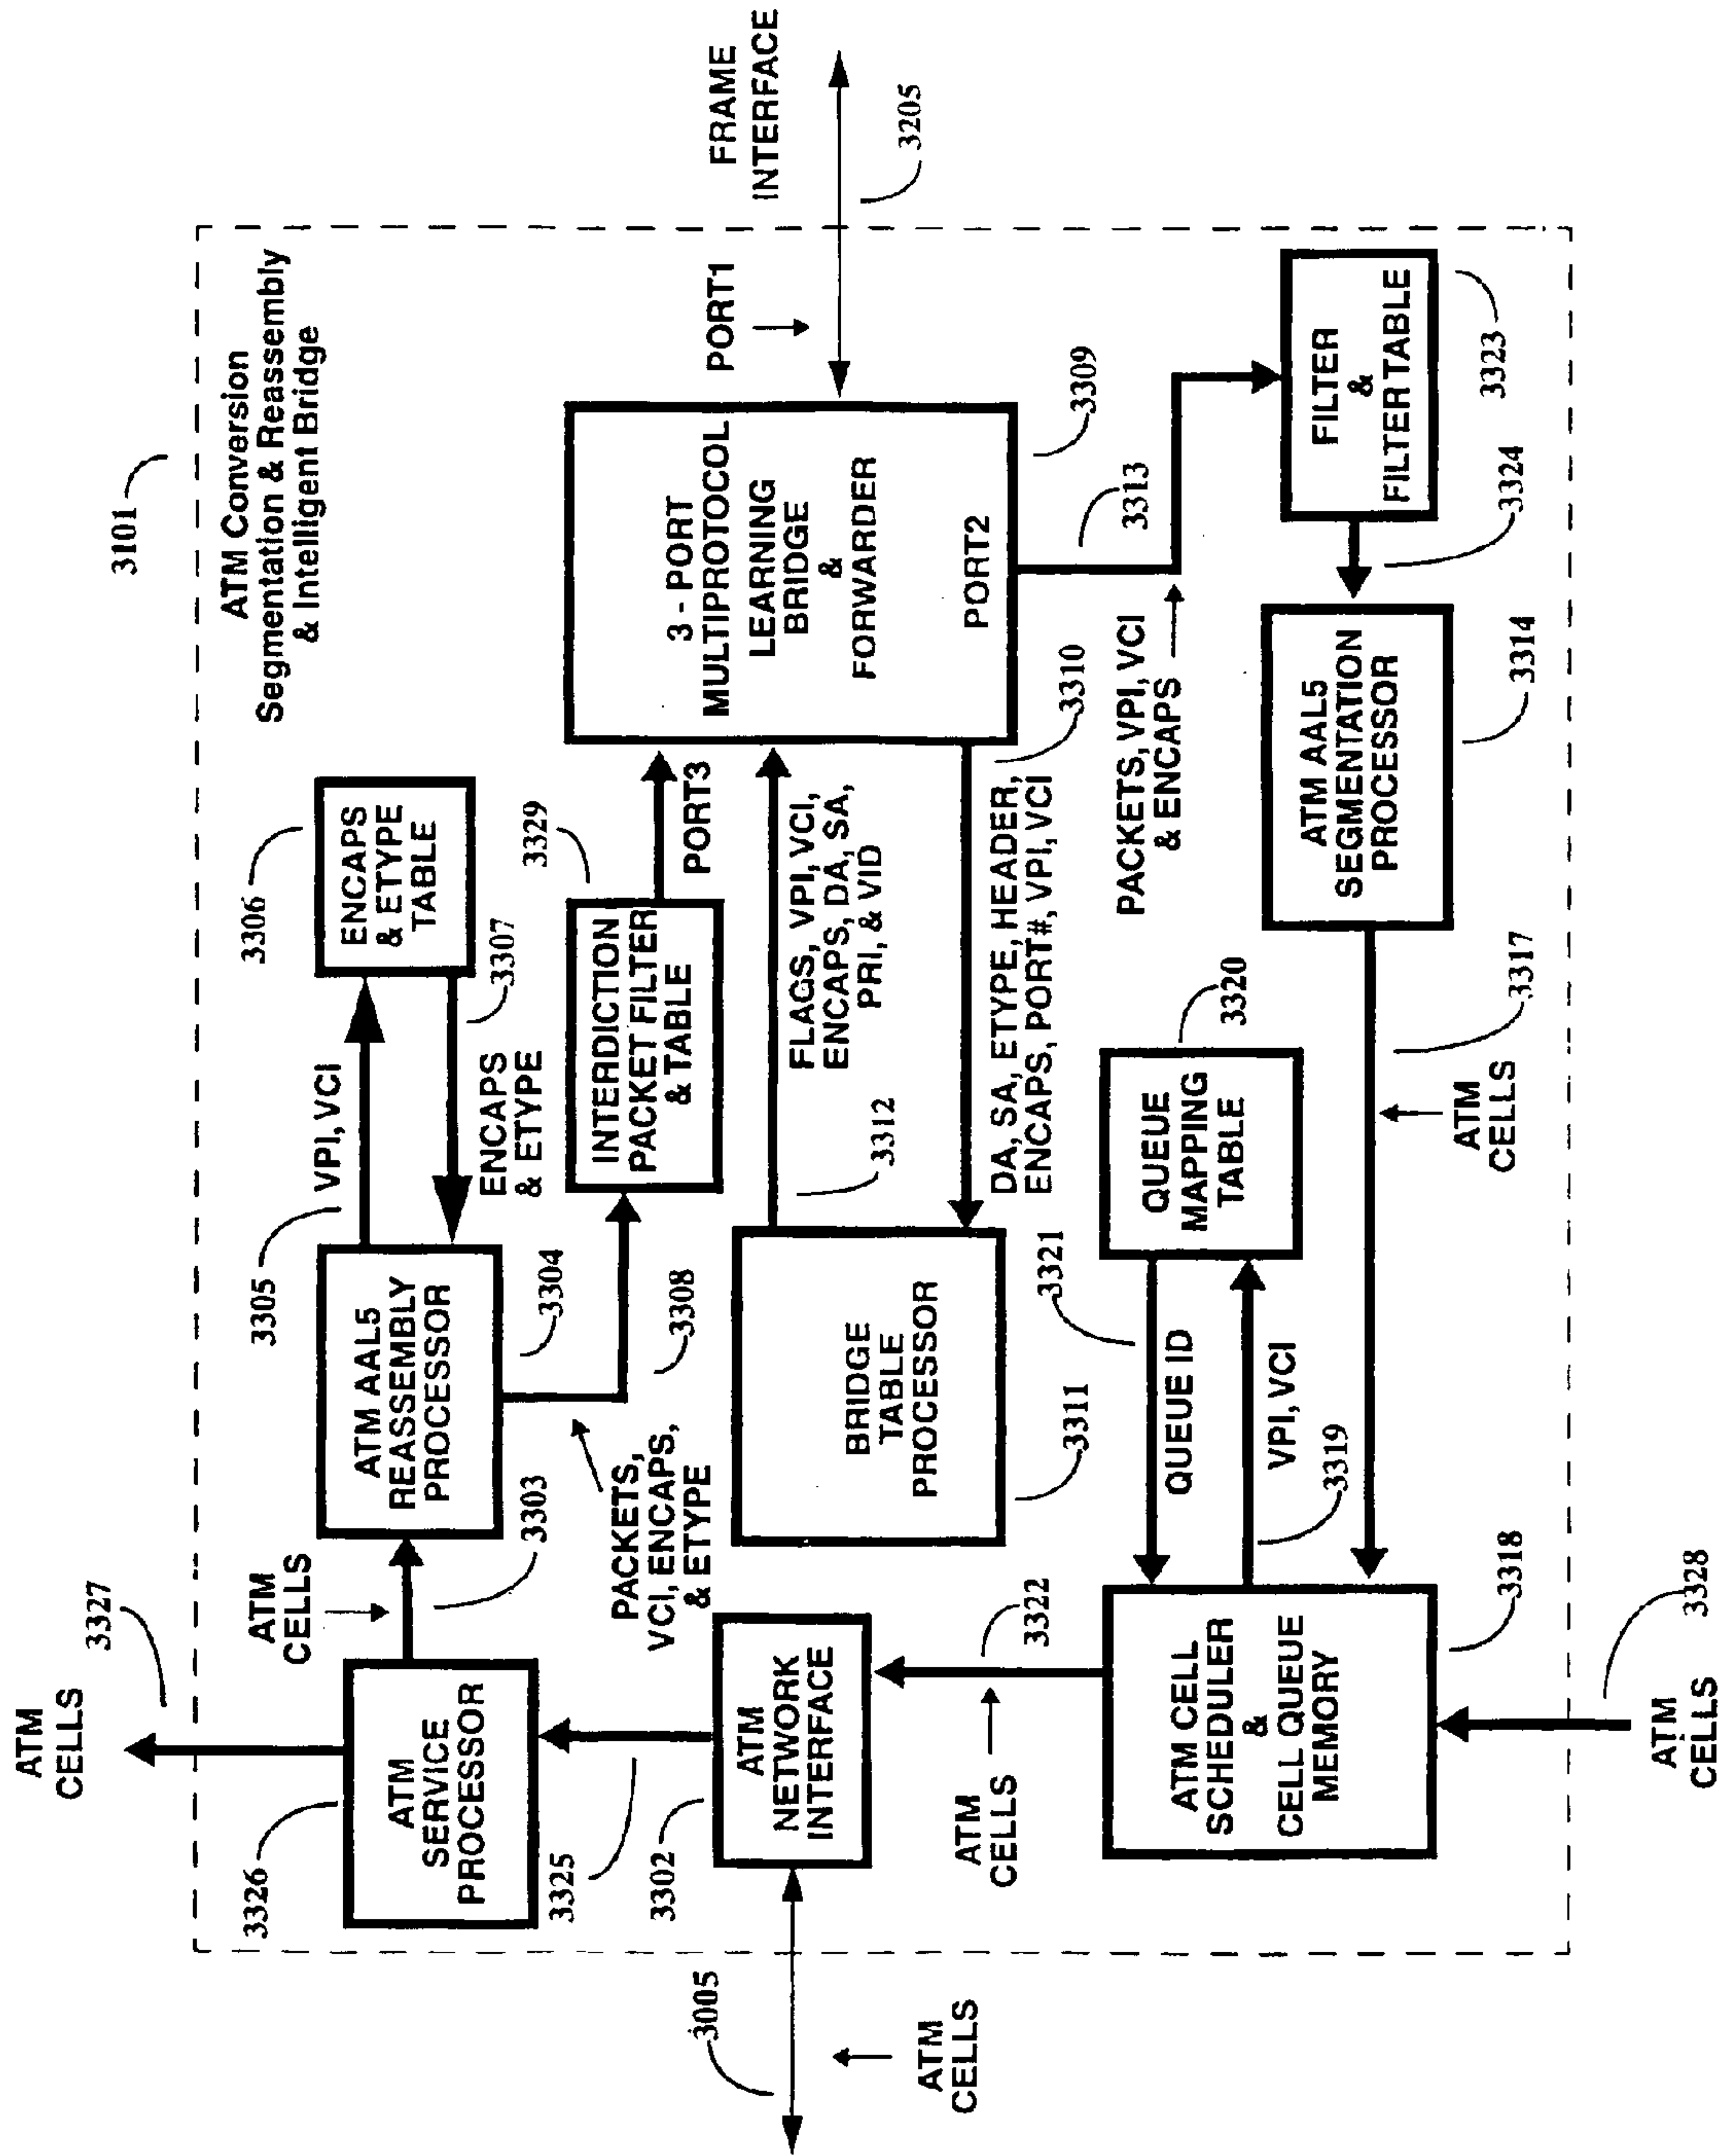 3101
ATM Conversion
Segmentation & Reassembly
& Intelligent Bridge
ATM
CELLS
3327
3326
ATM
SERVICE
PROCESSOR
ATM
CELLS
3303
3325
3302
ATM
NETWORK
INTERFACE
3005
ATM
CELLS
3305
VPI, VCI
ATM AAL5
REASSEMBLY
PROCESSOR
3304
3308
PACKETS,
VCI, ENCAPS,
& ETYPE
3306
ENCAPS
& ETYPE
TABLE
3307
ENCAPS
& ETYPE
3329
INTERDICTION
PACKET FILTER
& TABLE
PORT3
3312
FLAGS, VPI, VCI,
ENCAPS, DA, SA,
PRI, & VID
BRIDGE
TABLE
PROCESSOR
3311
3310
DA, SA, ETYPE, HEADER,
ENCAPS, PORT#, VPI, VCI
3 - PORT
MULTIPROTOCOL
LEARNING
BRIDGE
&
FORWARDER
PORT2
3309
PORT1
FRAME
INTERFACE
3205
3313
PACKETS, VPI, VCI
& ENCAPS
FILTER
&
FILTER TABLE
3323
3324
ATM AAL5
SEGMENTATION
PROCESSOR
3314
3317
ATM
CELLS
3320
QUEUE
MAPPING
TABLE
3321
QUEUE ID
VPI, VCI
3319
3322
ATM
CELLS
ATM CELL
SCHEDULER
&
CELL QUEUE
MEMORY
3318
3328
ATM
CELLS